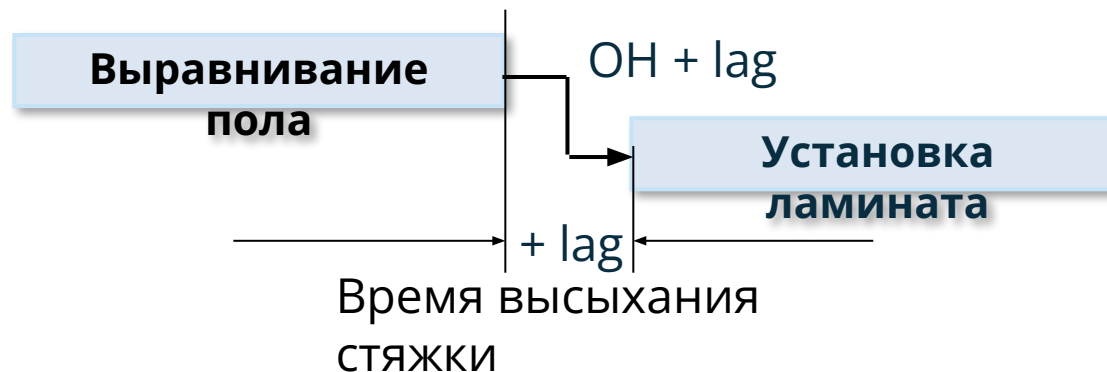 Выравнивание
пола
ОН + lag
Установка
ламината
+ lag
Время высыхания
стяжки